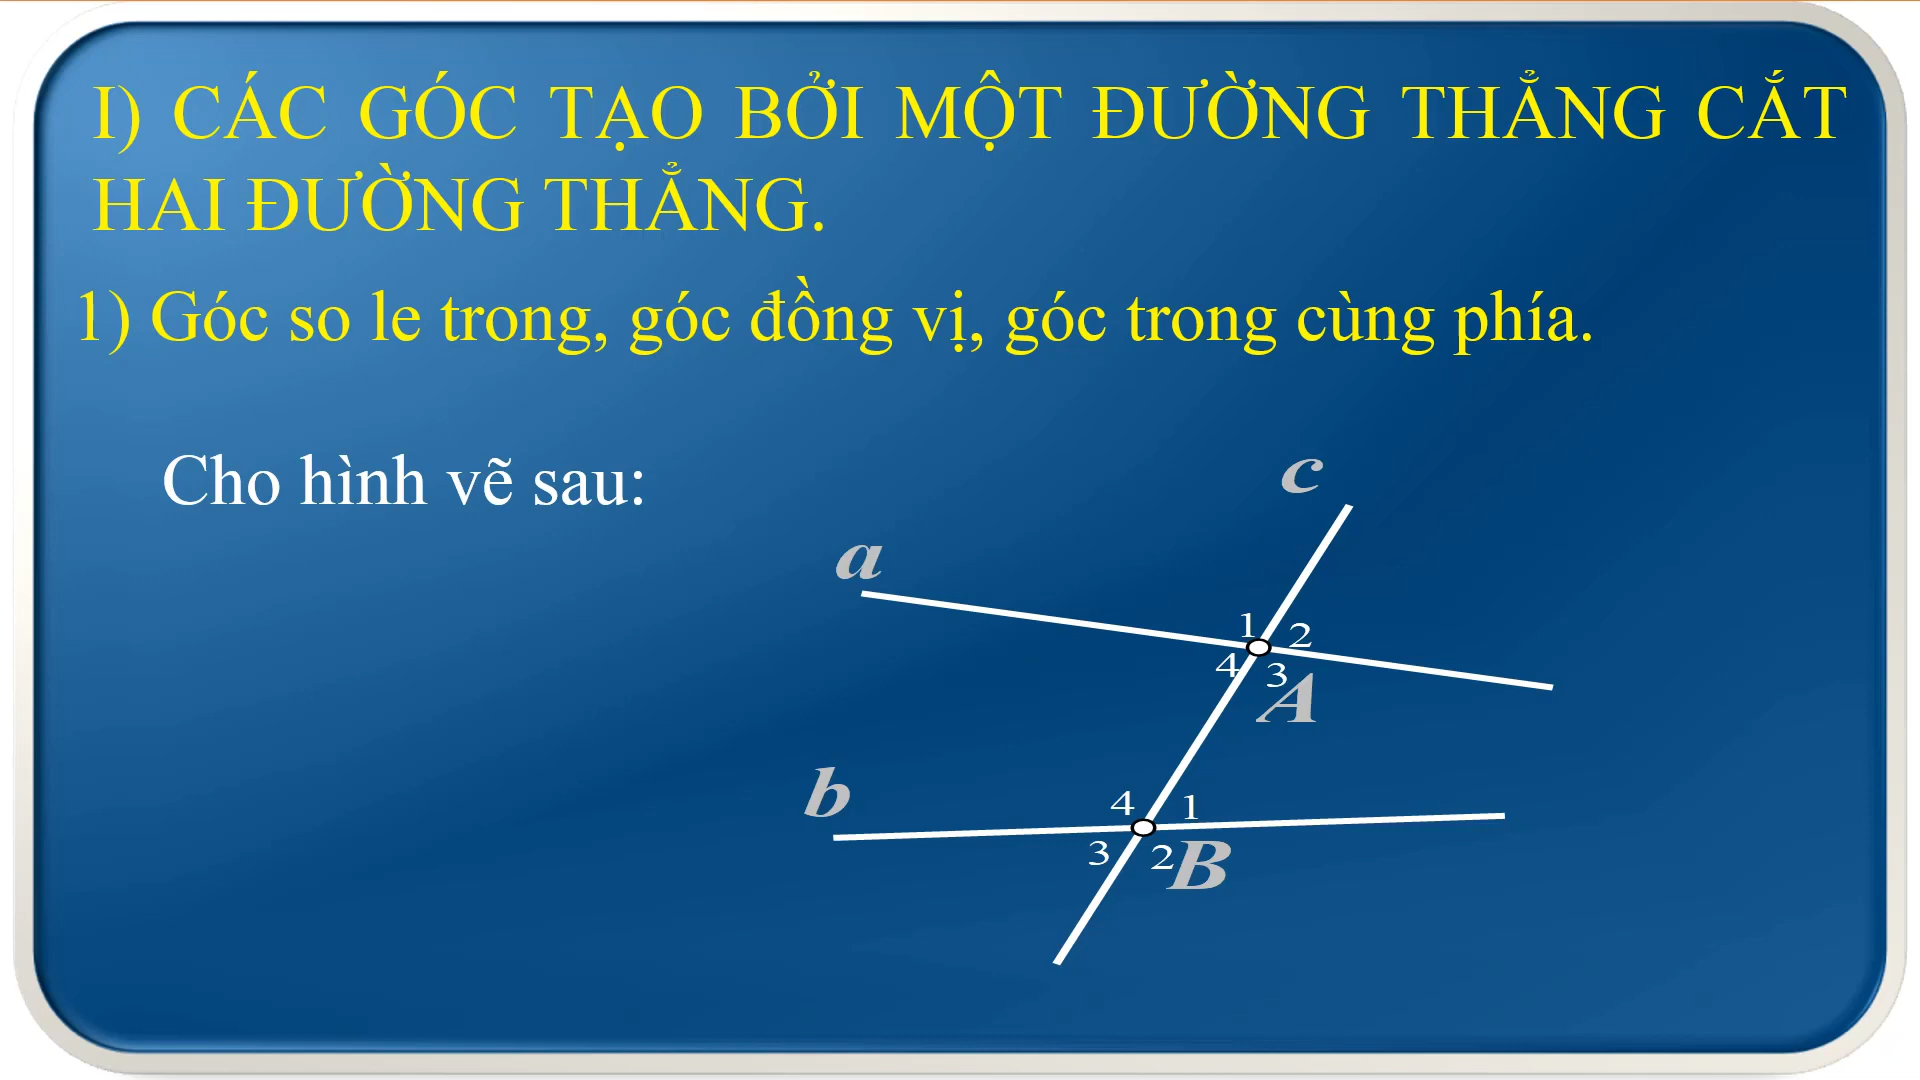 I) CÁC GÓC TẠO BỞI MỘT ĐƯỜNG THẲNG CẮT
HAI ĐƯỜNG THẲNG.
1) Góc so le trong, góc đồng vị, góc trong cùng phía.
Cho hình vẽ sau:
c
a
1 2
4 3
A
b
4 1
3 2
B